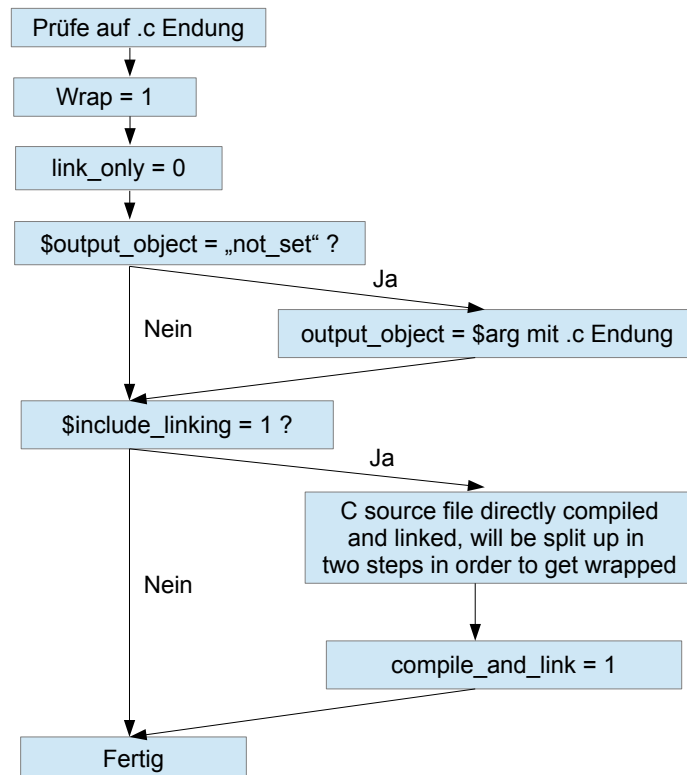 Prüfe auf .c Endung
Wrap = 1
link_only = 0
$output_object = „not_set“ ?
Ja
Nein
output_object = $arg mit .c Endung
$include_linking = 1 ?
Ja
C source file directly compiled
and linked, will be split up in
two steps in order to get wrapped
Nein
compile_and_link = 1
Fertig